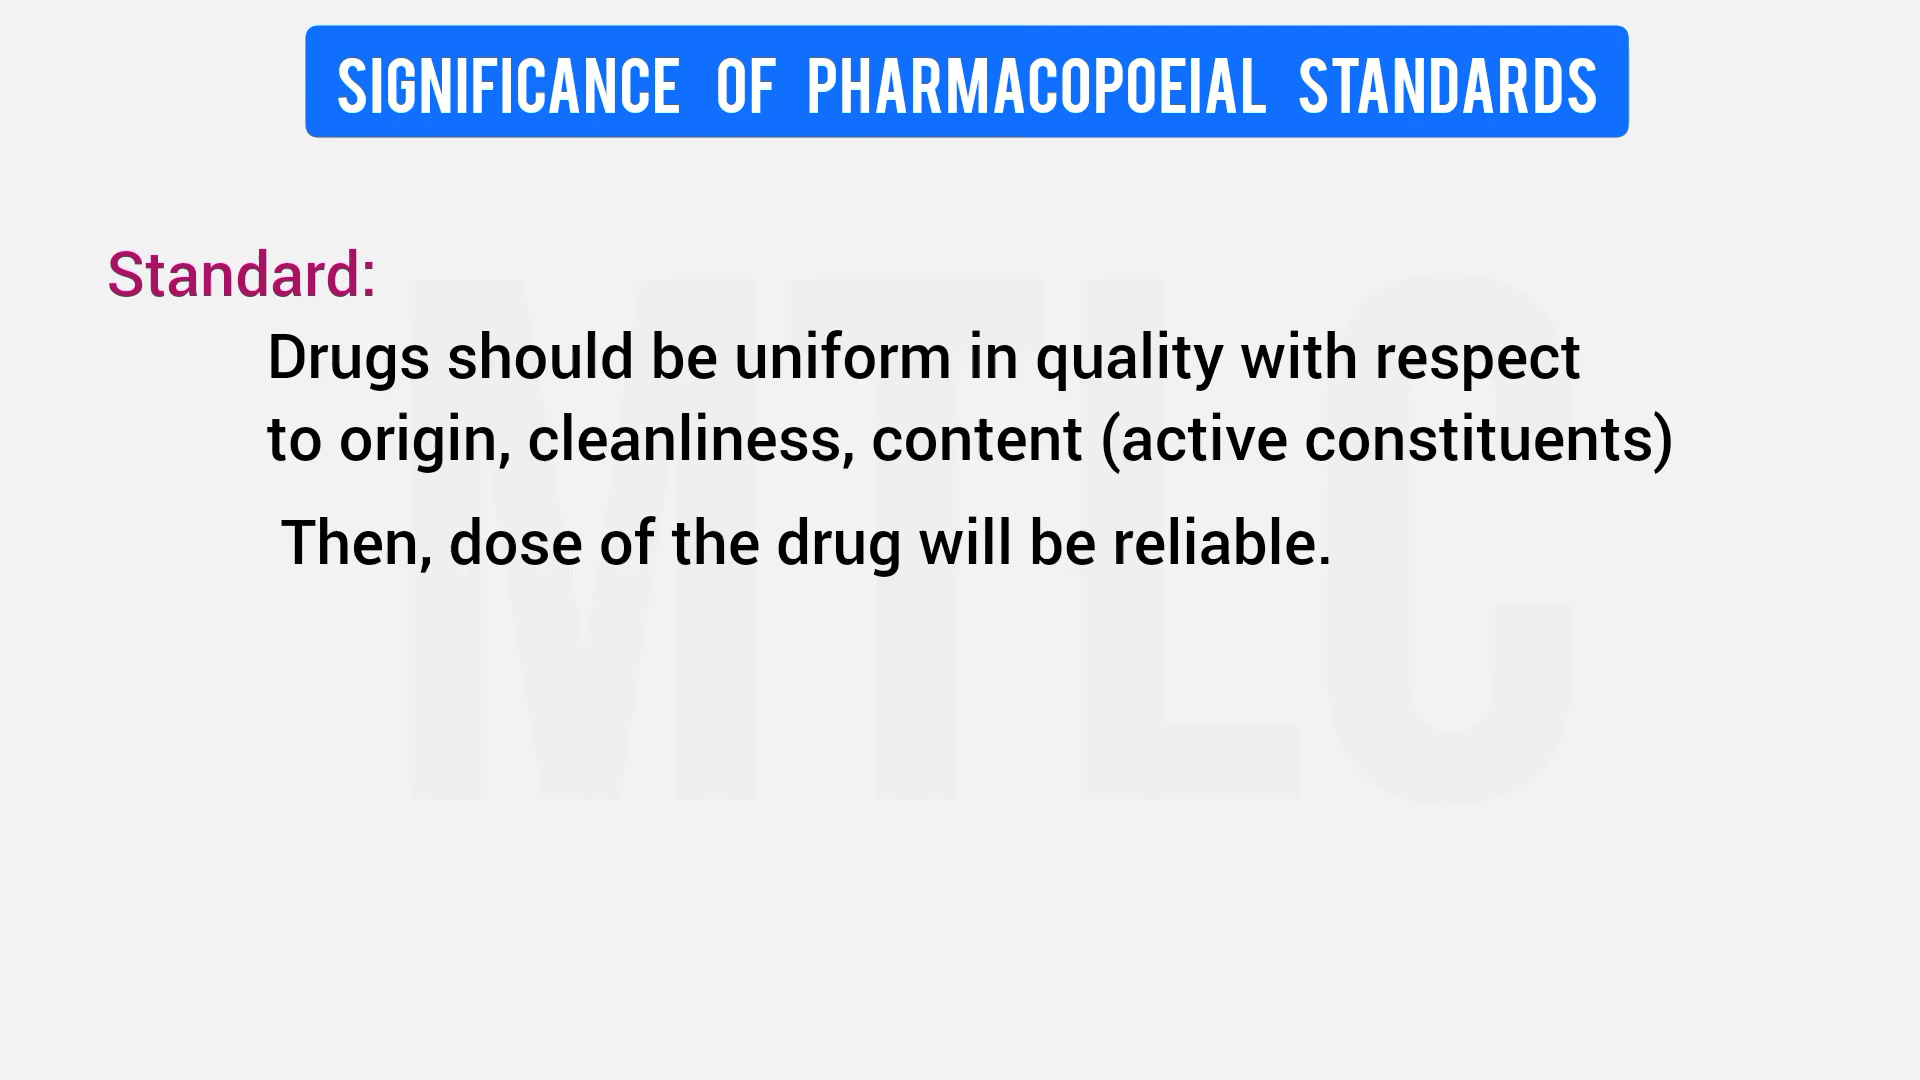 SIGNIFICANCE OF PHARMACOPOEIAL STANDARDS
Standard:
Drugs should be uniform in quality with respect
to origin, cleanliness, content (active constituents)
Then, dose of the drug will be reliable.
MTLC